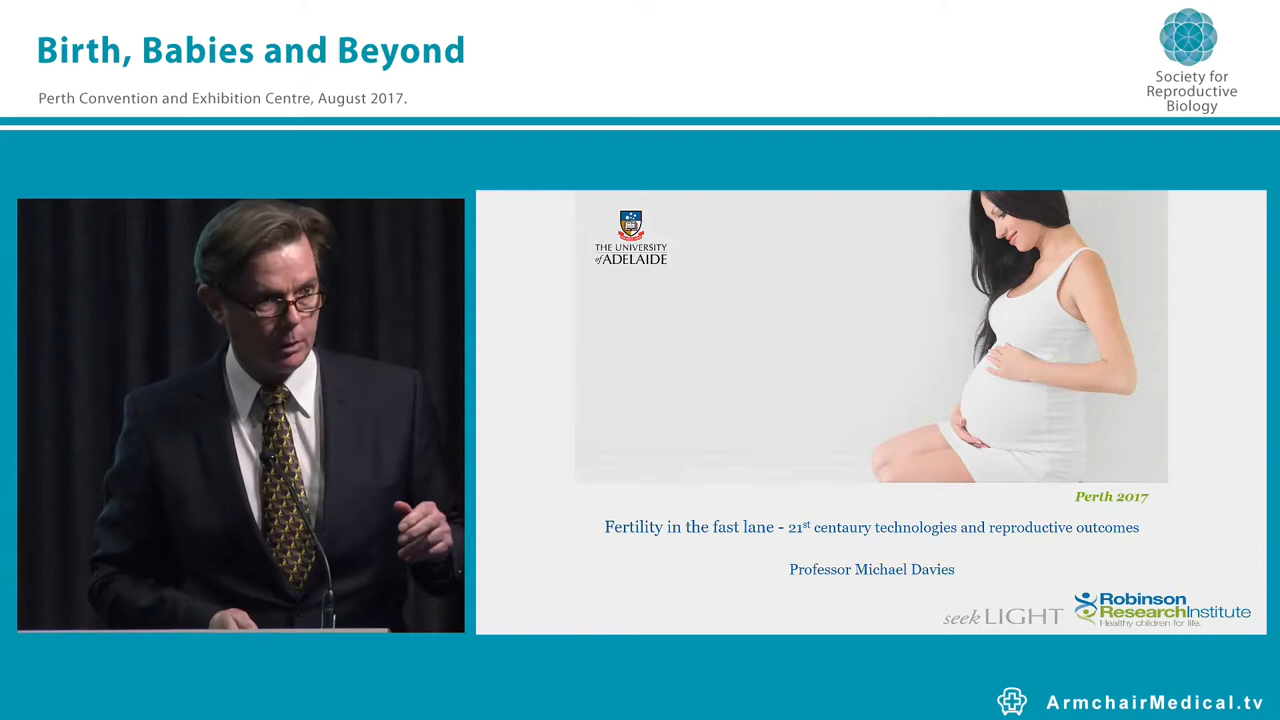 Birth, Babies and Beyond
Perth Convention and Exhibition Centre, August 2017.
Society for
Reproductive
Biology
THE UNIVERSITY
of ADELAIDE
Perth 2017
Fertility in the fast lane - 21st centaury technologies and reproductive outcomes
Professor Michael Davies
seek LIGHT
Robinson
ResearchInstitute
Healthy children for life.
ArmchairMedical.tv